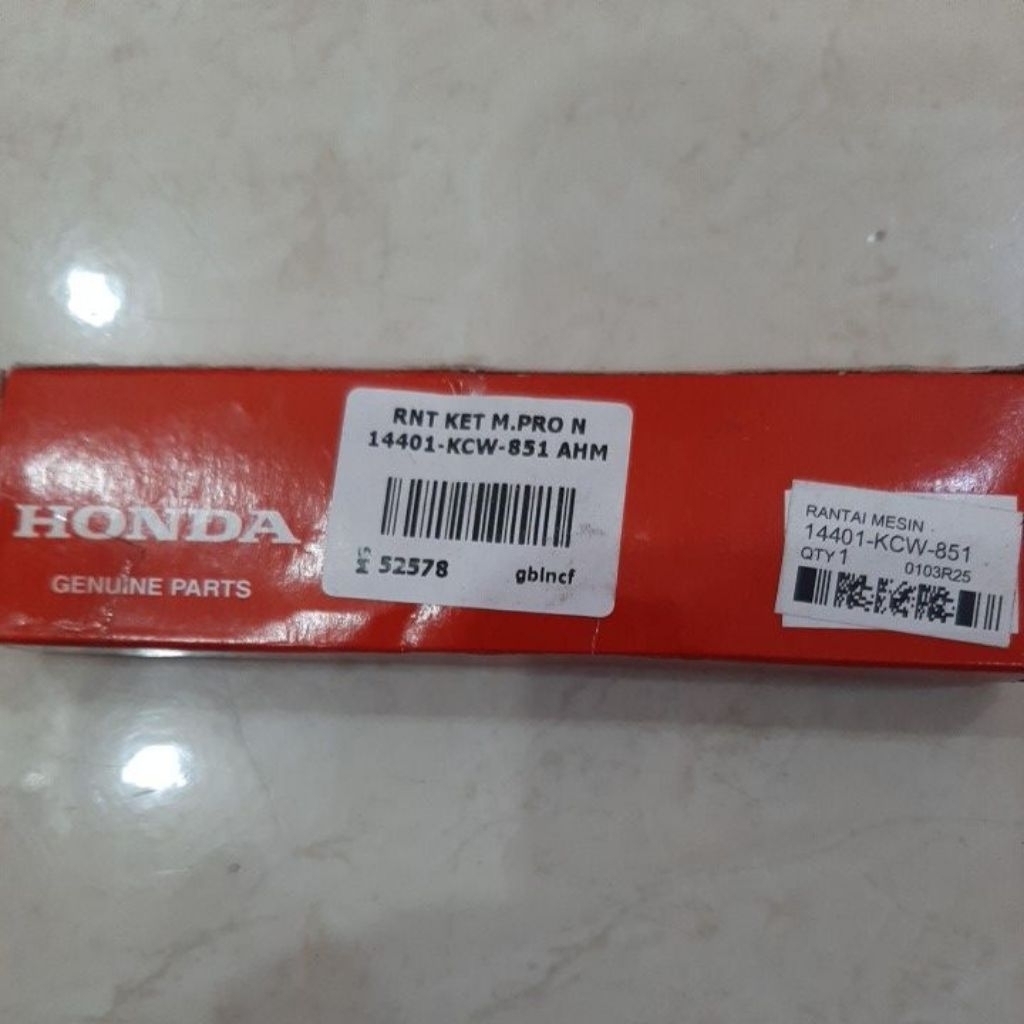 HONDA
GENUINE PARTS
RNT KET M.PRO N
14401-KCW-851 AHM
MS 52578 gblncf
RANTAI MESIN
14401-KCW-851
QTY 1 0103R25